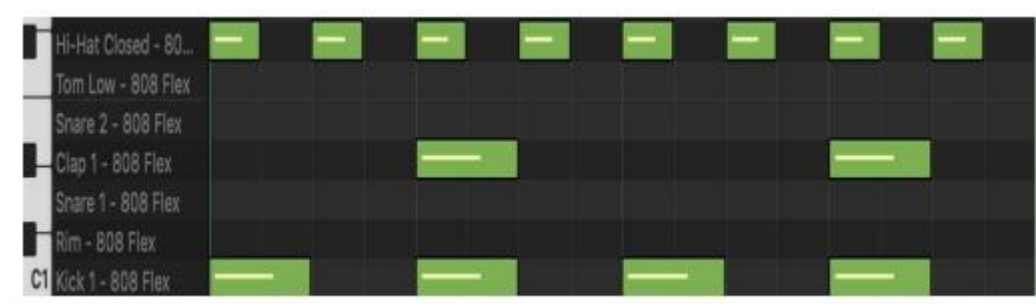 Hi-Hat Closed - 80...
Tom Low - 808 Flex
Snare 2 - 808 Flex
Clap 1 - 808 Flex
Snare 1 - 808 Flex
Rim - 808 Flex
C1 Kick 1 - 808 Flex